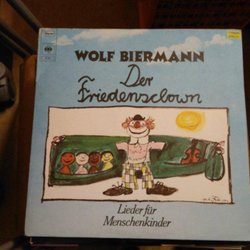 WOLF BIERMANN
Der
Friedensclown
Lieder für
Menschenkinder